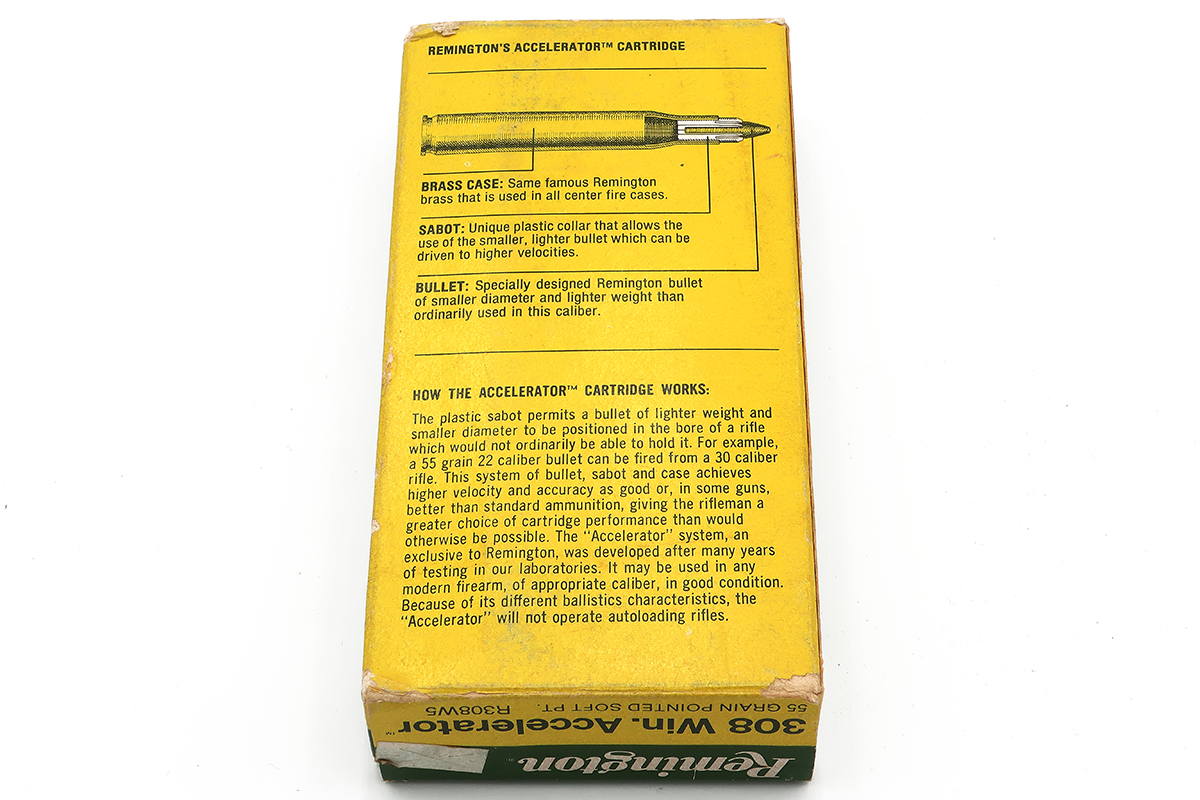 REMINGTON'S ACCELERATOR™ CARTRIDGE
BRASS CASE: Same famous Remington
brass that is used in all center fire cases.
SABOT: Unique plastic collar that allows the
use of the smaller, lighter bullet which can be
driven to higher velocities.
BULLET: Specially designed Remington bullet
of smaller diameter and lighter weight than
ordinarily used in this caliber.
HOW THE ACCELERATOR™ CARTRIDGE WORKS:
The plastic sabot permits a bullet of lighter weight and
smaller diameter to be positioned in the bore of a rifle
which would not ordinarily be able to hold it. For example,
a 55 grain 22 caliber bullet can be fired from a 30 caliber
rifle. This system of bullet, sabot and case achieves
higher velocity and accuracy as good or, in some guns,
better than standard ammunition, giving the rifleman a
greater choice of cartridge performance than would
otherwise be possible. The "Accelerator" system, an
exclusive to Remington, was developed after many years
of testing in our laboratories. It may be used in any
modern firearm, of appropriate caliber, in good condition.
Because of its different ballistics characteristics, the
"Accelerator" will not operate autoloading rifles.
55 GRAIN POINTED SOFT PT. R308W5
308 Win. Accelerator™
Remington®